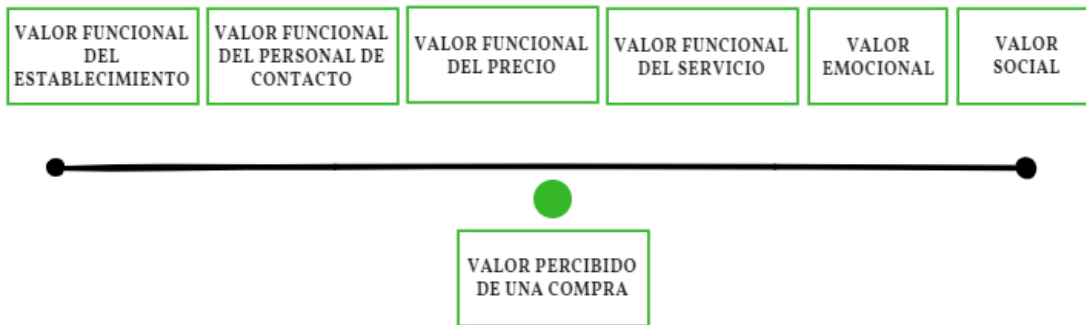 VALOR FUNCIONAL
DEL
ESTABLECIMIENTO
VALOR FUNCIONAL
DEL PERSONAL DE
CONTACTO
VALOR FUNCIONAL
DEL PRECIO
VALOR FUNCIONAL
DEL SERVICIO
VALOR
EMOCIONAL
VALOR
SOCIAL
VALOR PERCIBIDO
DE UNA COMPRA